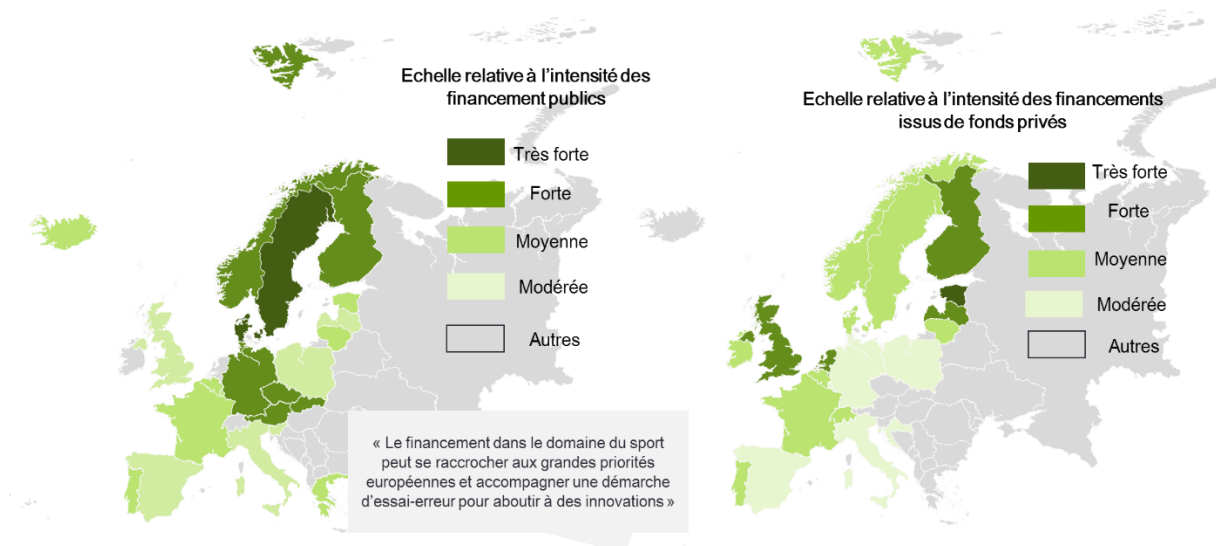 Echelle relative à l'intensité des
financement publics
Très forte
Forte
Moyenne
Modérée
Autres
« Le financement dans le domaine du sport
peut se raccrocher aux grandes priorités
européennes et accompagner une démarche
d'essai-erreur pour aboutir à des innovations »
Echelle relative à l'intensité des financements
issus de fonds privés
Très forte
Forte
Moyenne
Modérée
Autres